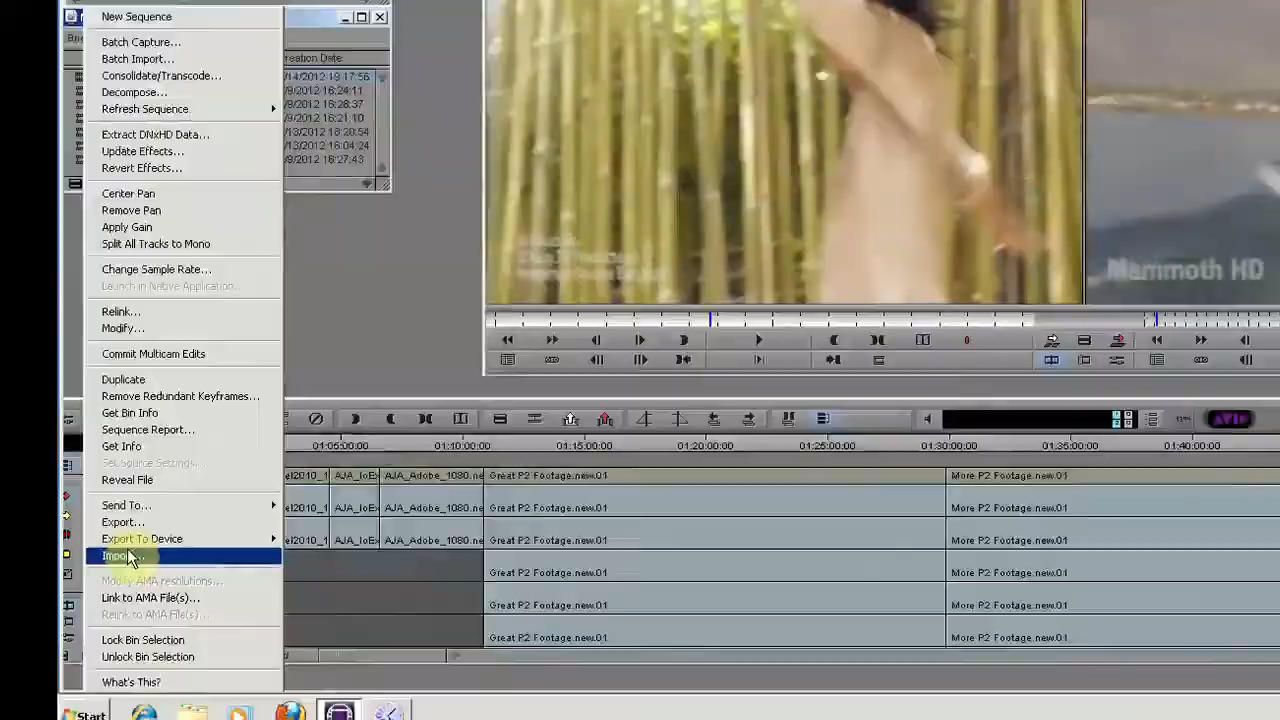 New Sequence
Batch Capture...
Batch Import...
Consolidate/Transcode...
Decompose...
Refresh Sequence
Extract DNxHD Data...
Update Effects...
Revert Effects...
Center Pan
Remove Pan
Apply Gain
Split All Tracks to Mono
Change Sample Rate...
Launch in Native Application...
Relink...
Modify...
Commit Multicam Edits
Duplicate
Remove Redundant Keyframes...
Get Bin Info
Sequence Report...
Get Info
Set Source Settings...
Reveal File
Send To...
Export...
Export To Device
Import...
Modify AMA resolutions...
Link to AMA File(s)...
Relink to AMA File(s)...
Lock Bin Selection
Unlock Bin Selection
What's This?
reation Date:
/14/2012 18:17:56
/9/2012 16:24:11
/9/2012 16:28:37
/9/2012 16:21:10
/13/2012 18:20:54
/13/2012 16:04:24
/9/2012 16:27:43
Mammoth HD
0
AVID
01:05:00:00 01:10:00:00 01:15:00:00 01:20:00:00 01:25:00:00 01:30:00:00 01:35:00:00 01:40:00:00
el2010_1 AJA_IoEx AJA_Adobe_1080.ne Great P2 Footage.new.01 More P2 Footage.new.01
el2010_1 AJA_IoEx AJA_Adobe_1080.ne Great P2 Footage.new.01 More P2 Footage.new.01
el2010_1 AJA_IoEx AJA_Adobe_1080.ne Great P2 Footage.new.01 More P2 Footage.new.01
Great P2 Footage.new.01 More P2 Footage.new.01
Great P2 Footage.new.01 More P2 Footage.new.01
Great P2 Footage.new.01 More P2 Footage.new.01
Start